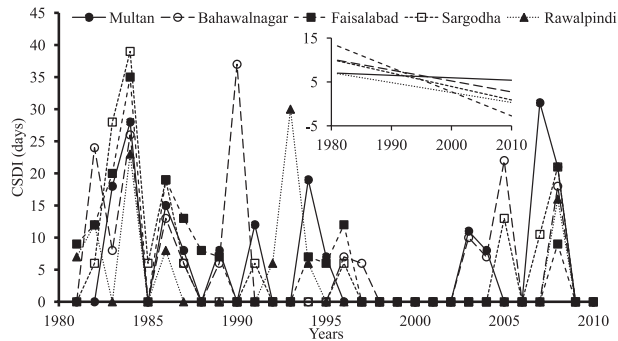 Multan Bahawalnagar Faisalabad Sargodha Rawalpindi
45
40
35
30
25
20
15
10
5
0
CSDI (days)
15
5
-5
1980 1990 2000 2010
1980 1985 1990 1995 2000 2005 2010
Years